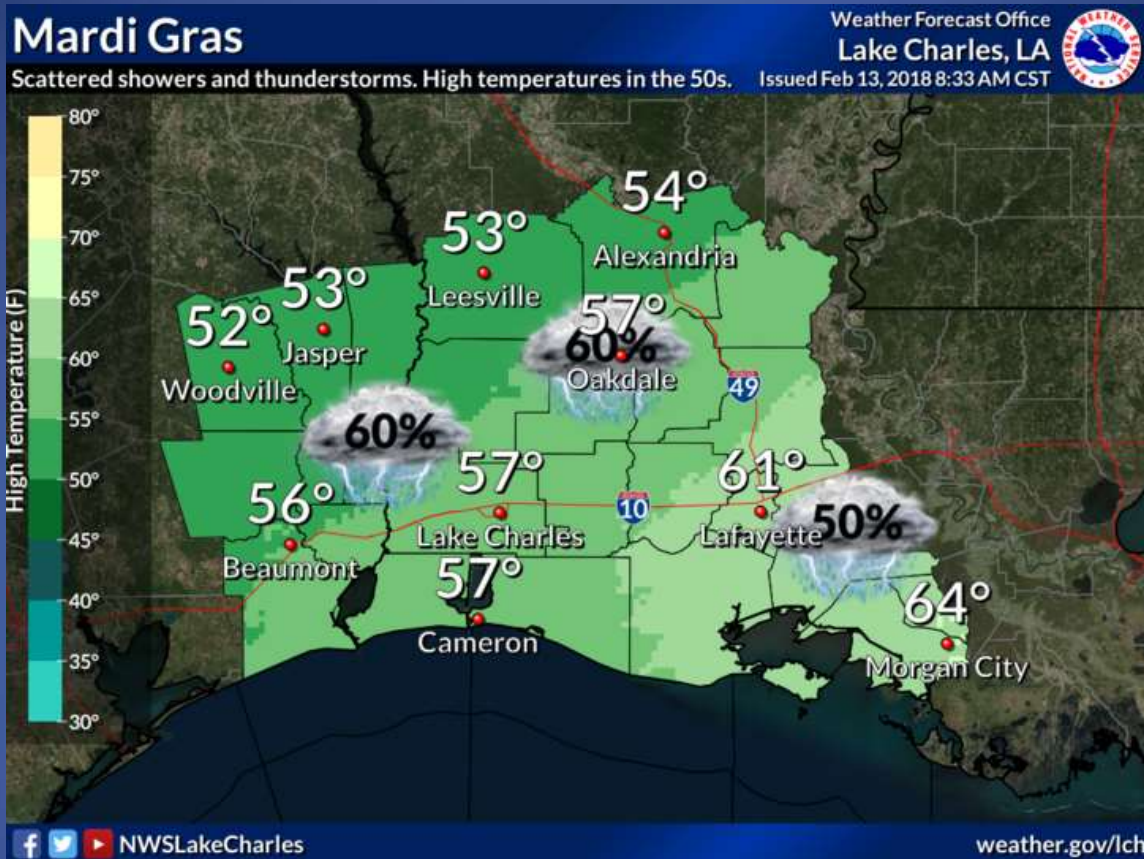 Mardi Gras
Weather Forecast Office
Lake Charles, LA
Scattered showers and thunderstorms. High temperatures in the 50s.
Issued Feb 13, 2018 8:33 AM CST
NATIONAL WEATHER SERVICE
High Temperature (F)
80°
75°
70°
65°
60°
55°
50°
45°
40°
35°
30°
54°
Alexandria
53°
Leesville
53°
Jasper
52°
Woodville
57°
60%
Oakdale
49
60%
57°
Lake Charles
10
61°
Lafayette
50%
56°
Beaumont
57°
Cameron
64°
Morgan City
NWSLakeCharles
weather.gov/lch